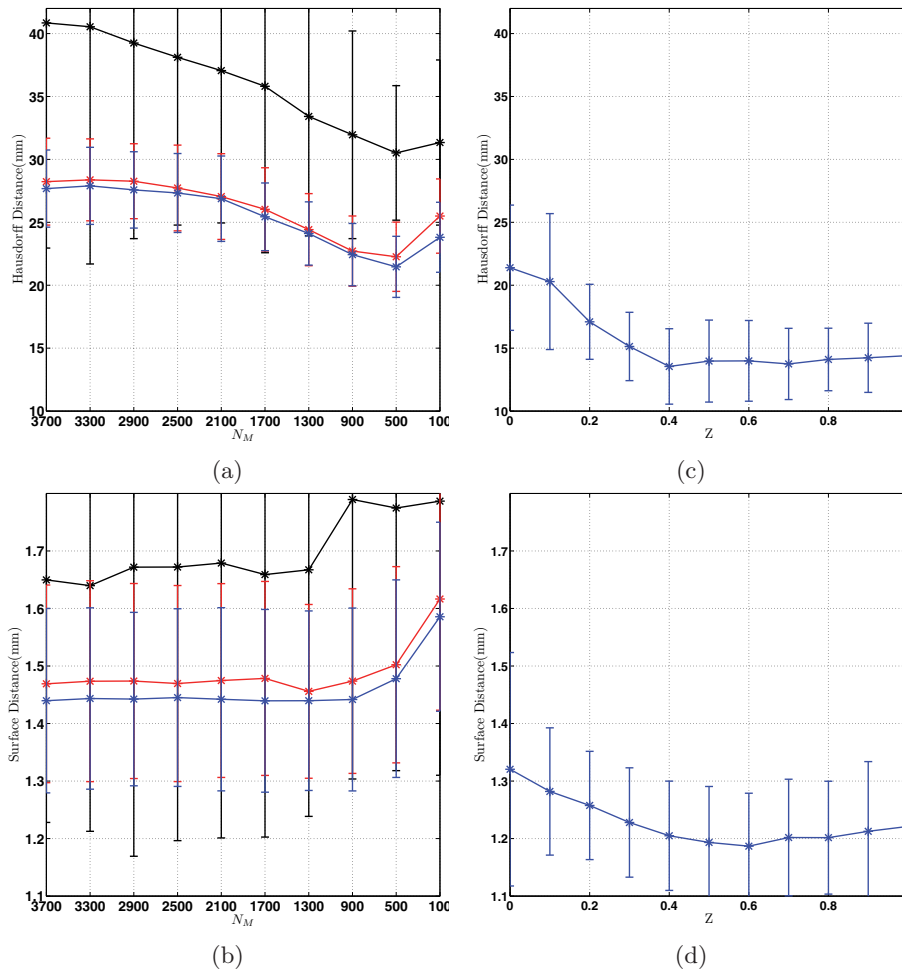 Hausdorff Distance(mm)
40
35
30
25
20
15
10
3700 3300 2900 2500 2100 1700 1300 900 500 100
N_M
(a)
Hausdorff Distance(mm)
40
35
30
25
20
15
10
0 0.2 0.4 0.6 0.8
Z
(c)
Surface Distance(mm)
1.7
1.6
1.5
1.4
1.3
1.2
1.1
3700 3300 2900 2500 2100 1700 1300 900 500 100
N_M
(b)
Surface Distance(mm)
1.7
1.6
1.5
1.4
1.3
1.2
1.1
0 0.2 0.4 0.6 0.8
Z
(d)